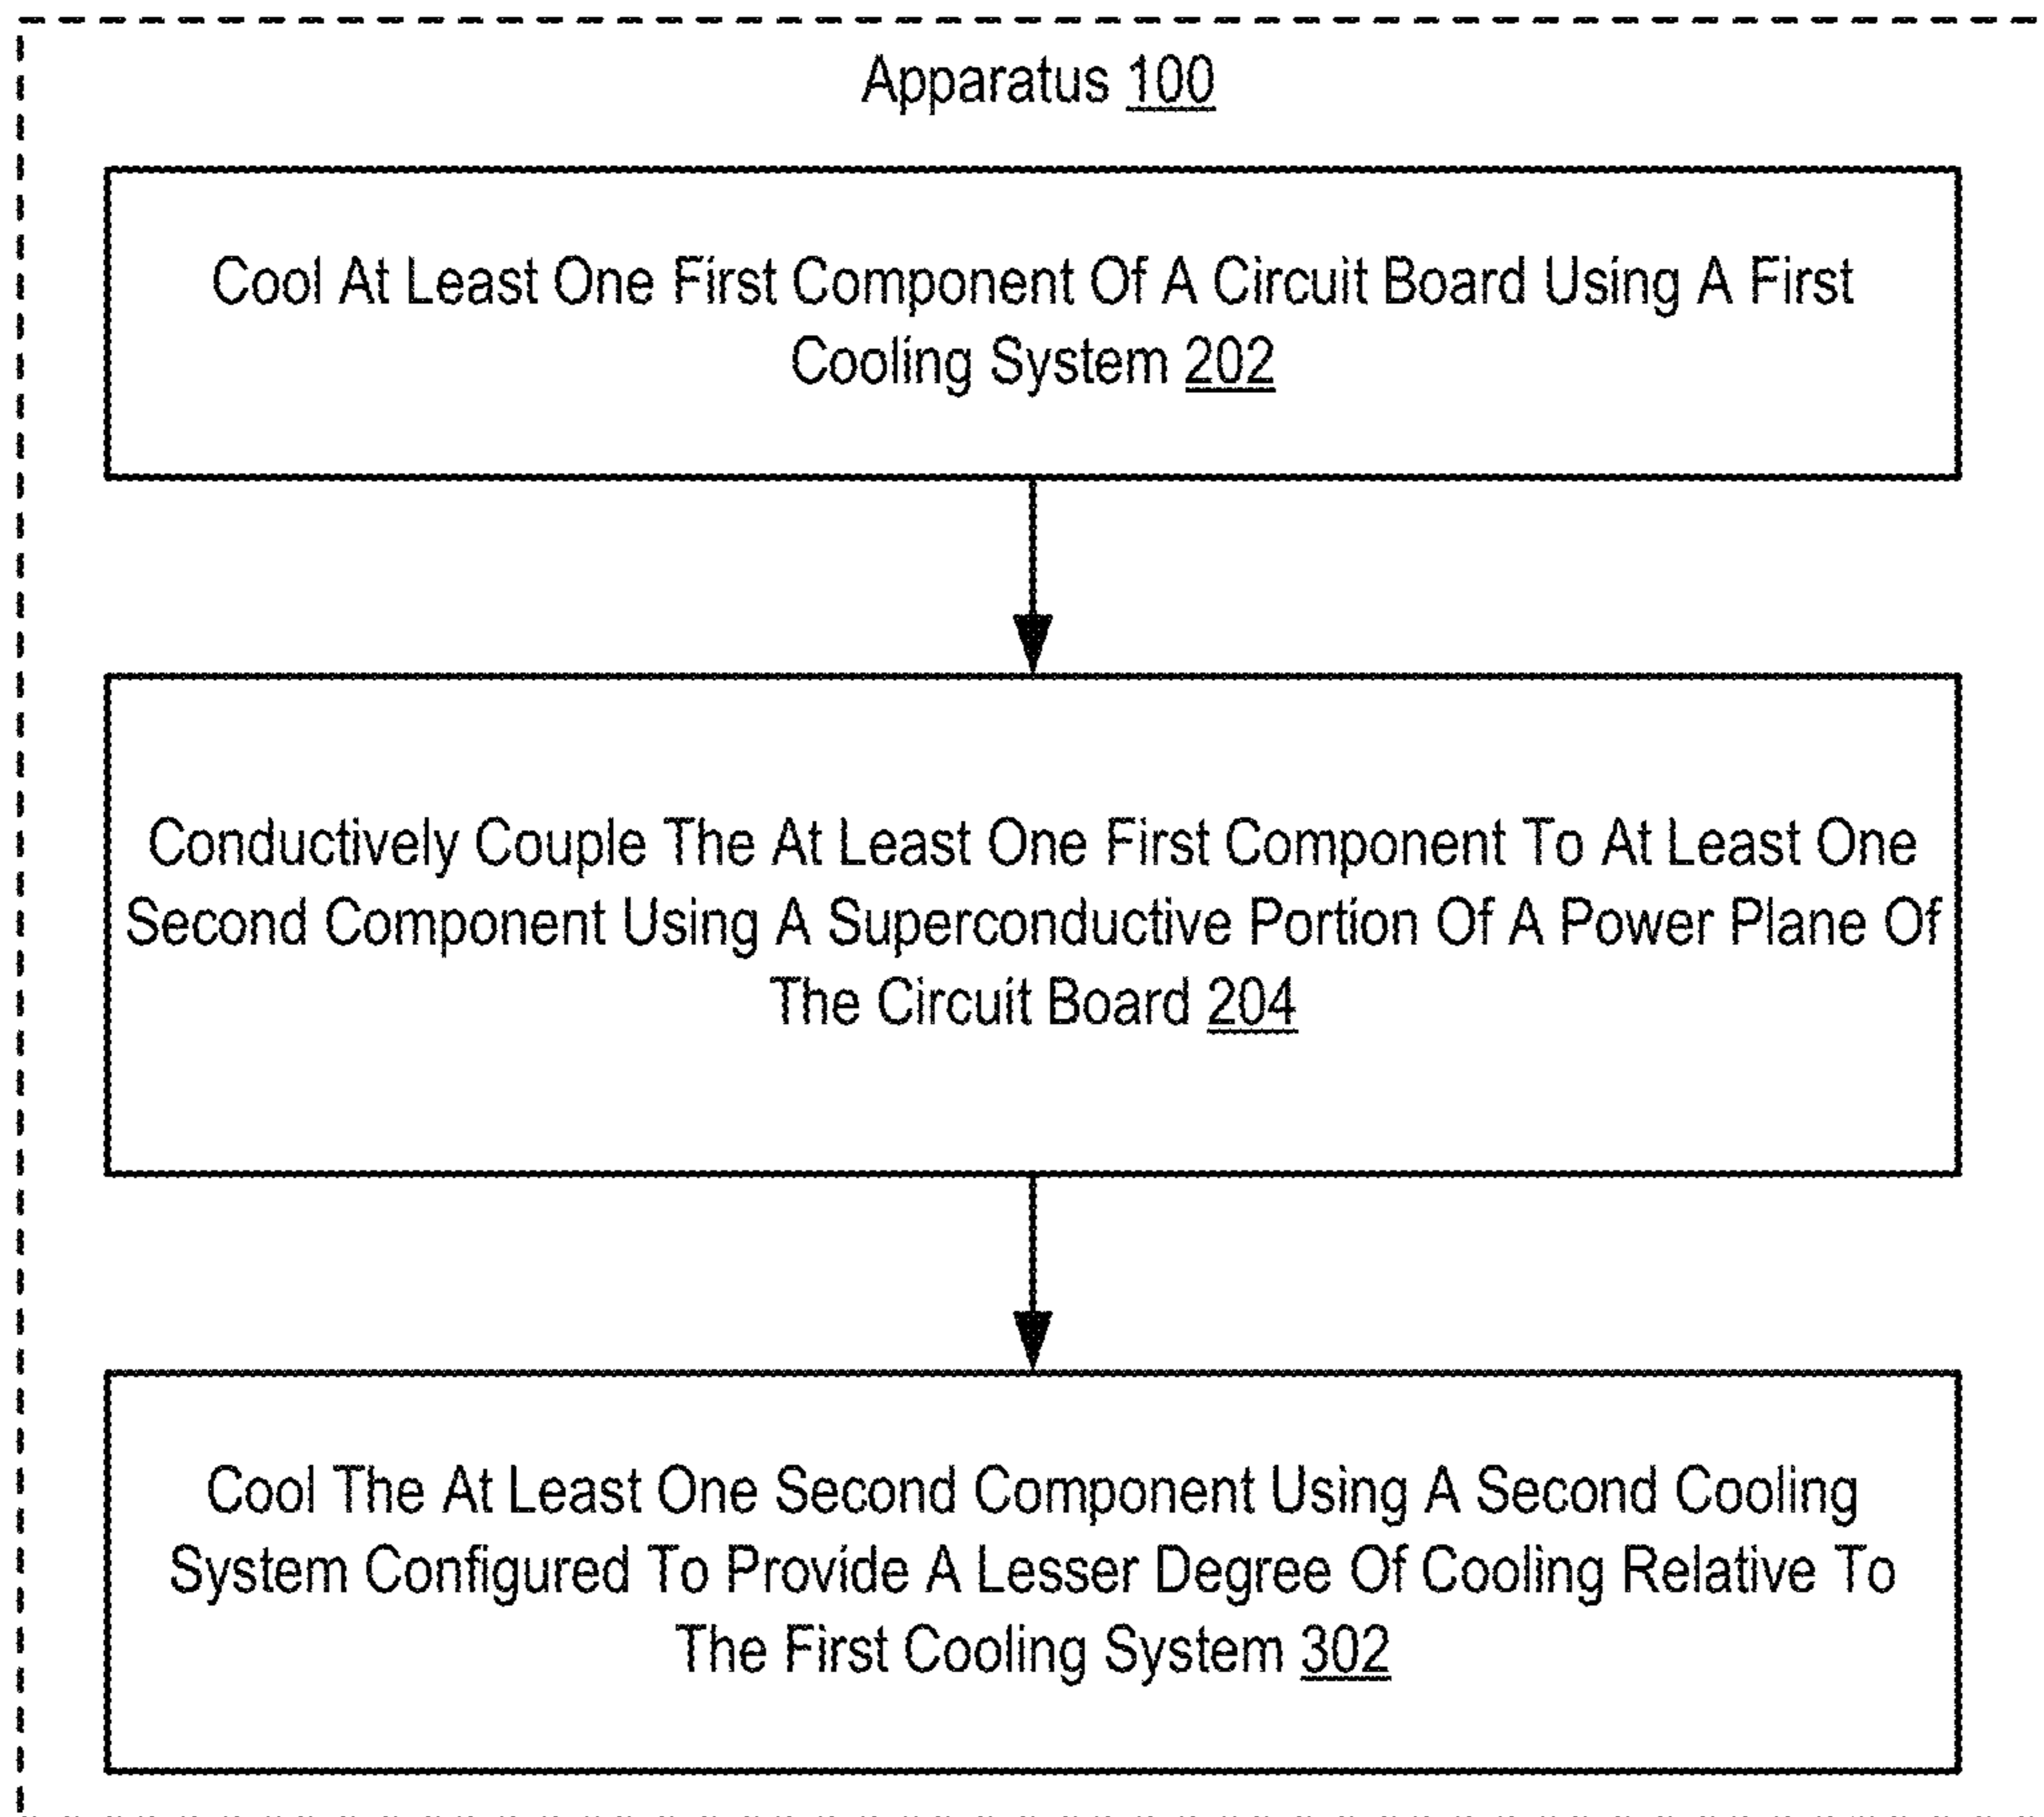 Apparatus 100
Cool At Least One First Component Of A Circuit Board Using A First
Cooling System 202
Conductively Couple The At Least One First Component To At Least One
Second Component Using A Superconductive Portion Of A Power Plane Of
The Circuit Board 204
Cool The At Least One Second Component Using A Second Cooling
System Configured To Provide A Lesser Degree Of Cooling Relative To
The First Cooling System 302